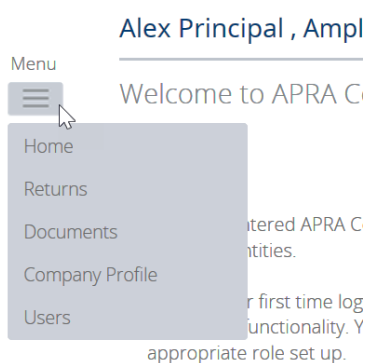 Alex Principal , Ampl
Menu
Welcome to APRA C
Home
Returns
Documents
Company Profile
Users
ntered APRA C
ntities.
r first time log
unctionality. Y
appropriate role set up.